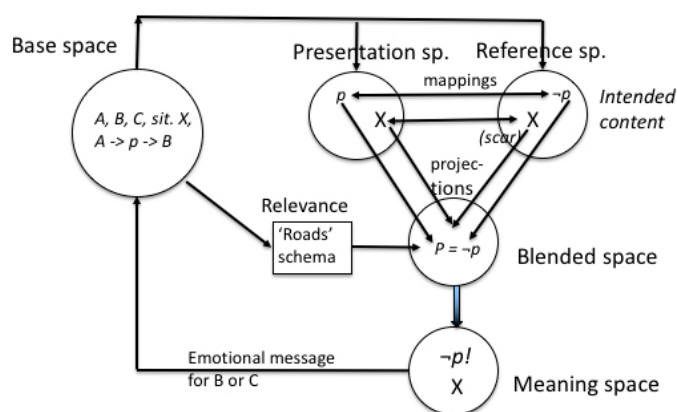 Base space
Presentation sp.
Reference sp.
mappings
p
¬p
Intended
content
A, B, C, sit. X,
A -> p -> B
X
X
(scar)
projec-
tions
Relevance
'Roads'
schema
P = ¬p
Blended space
¬p!
X
Emotional message
for B or C
Meaning space